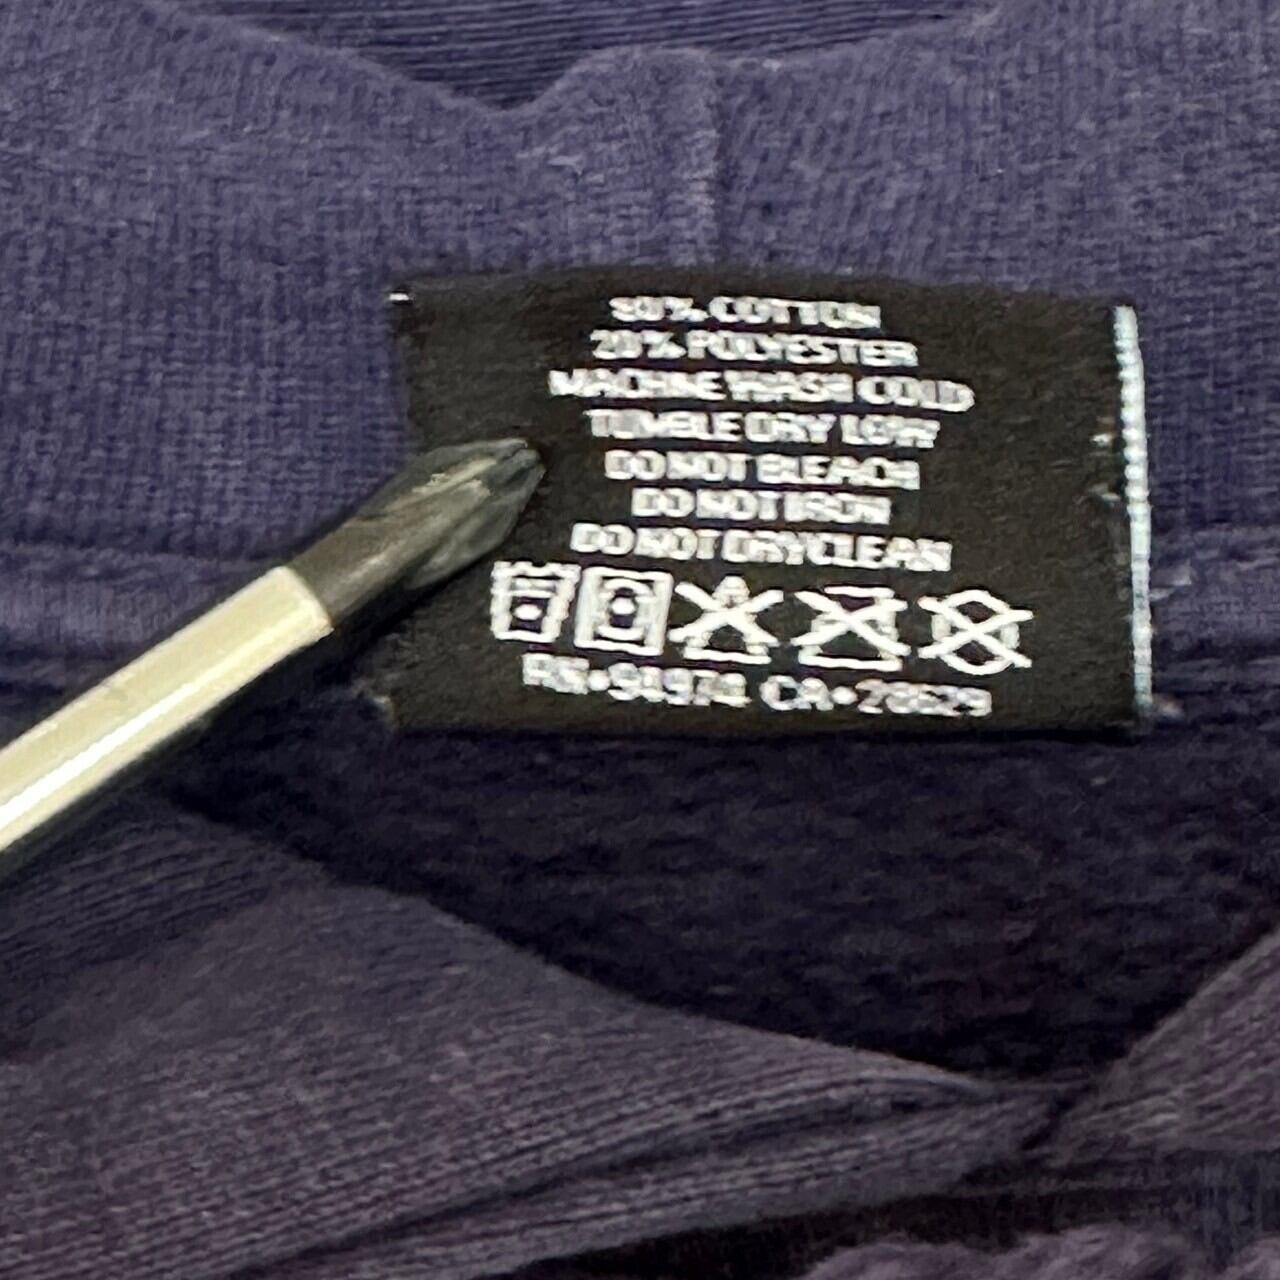 80% COTTON
20% POLYESTER
MACHINE WASH COLD
TUMBLE DRY LOW
DO NOT BLEACH
DO NOT IRON
DO NOT DRYCLEAN
RN•94974 CA•28629